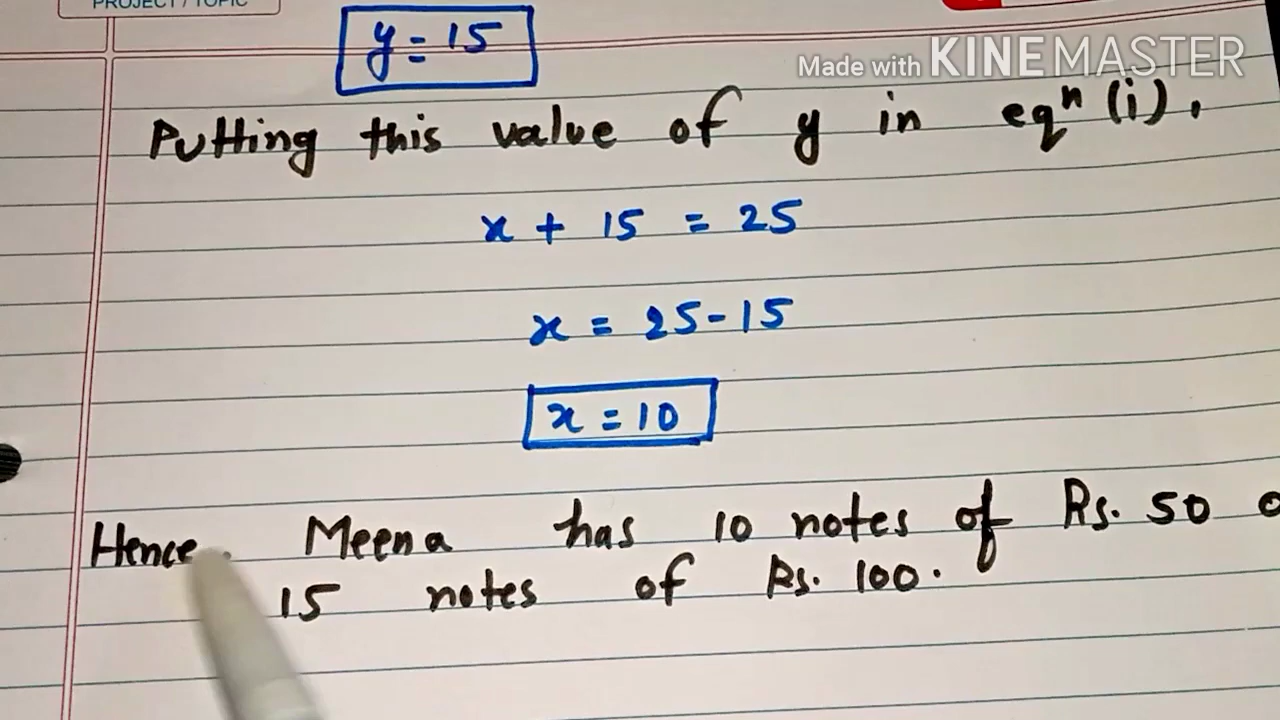 PROJECT / TOPIC
y = 15
Made with KINEMASTER
Putting this value of y in eqⁿ (i),
x + 15 = 25
x = 25 - 15
x = 10
Hence, Meena has 10 notes of Rs. 50
15 notes of Rs. 100.